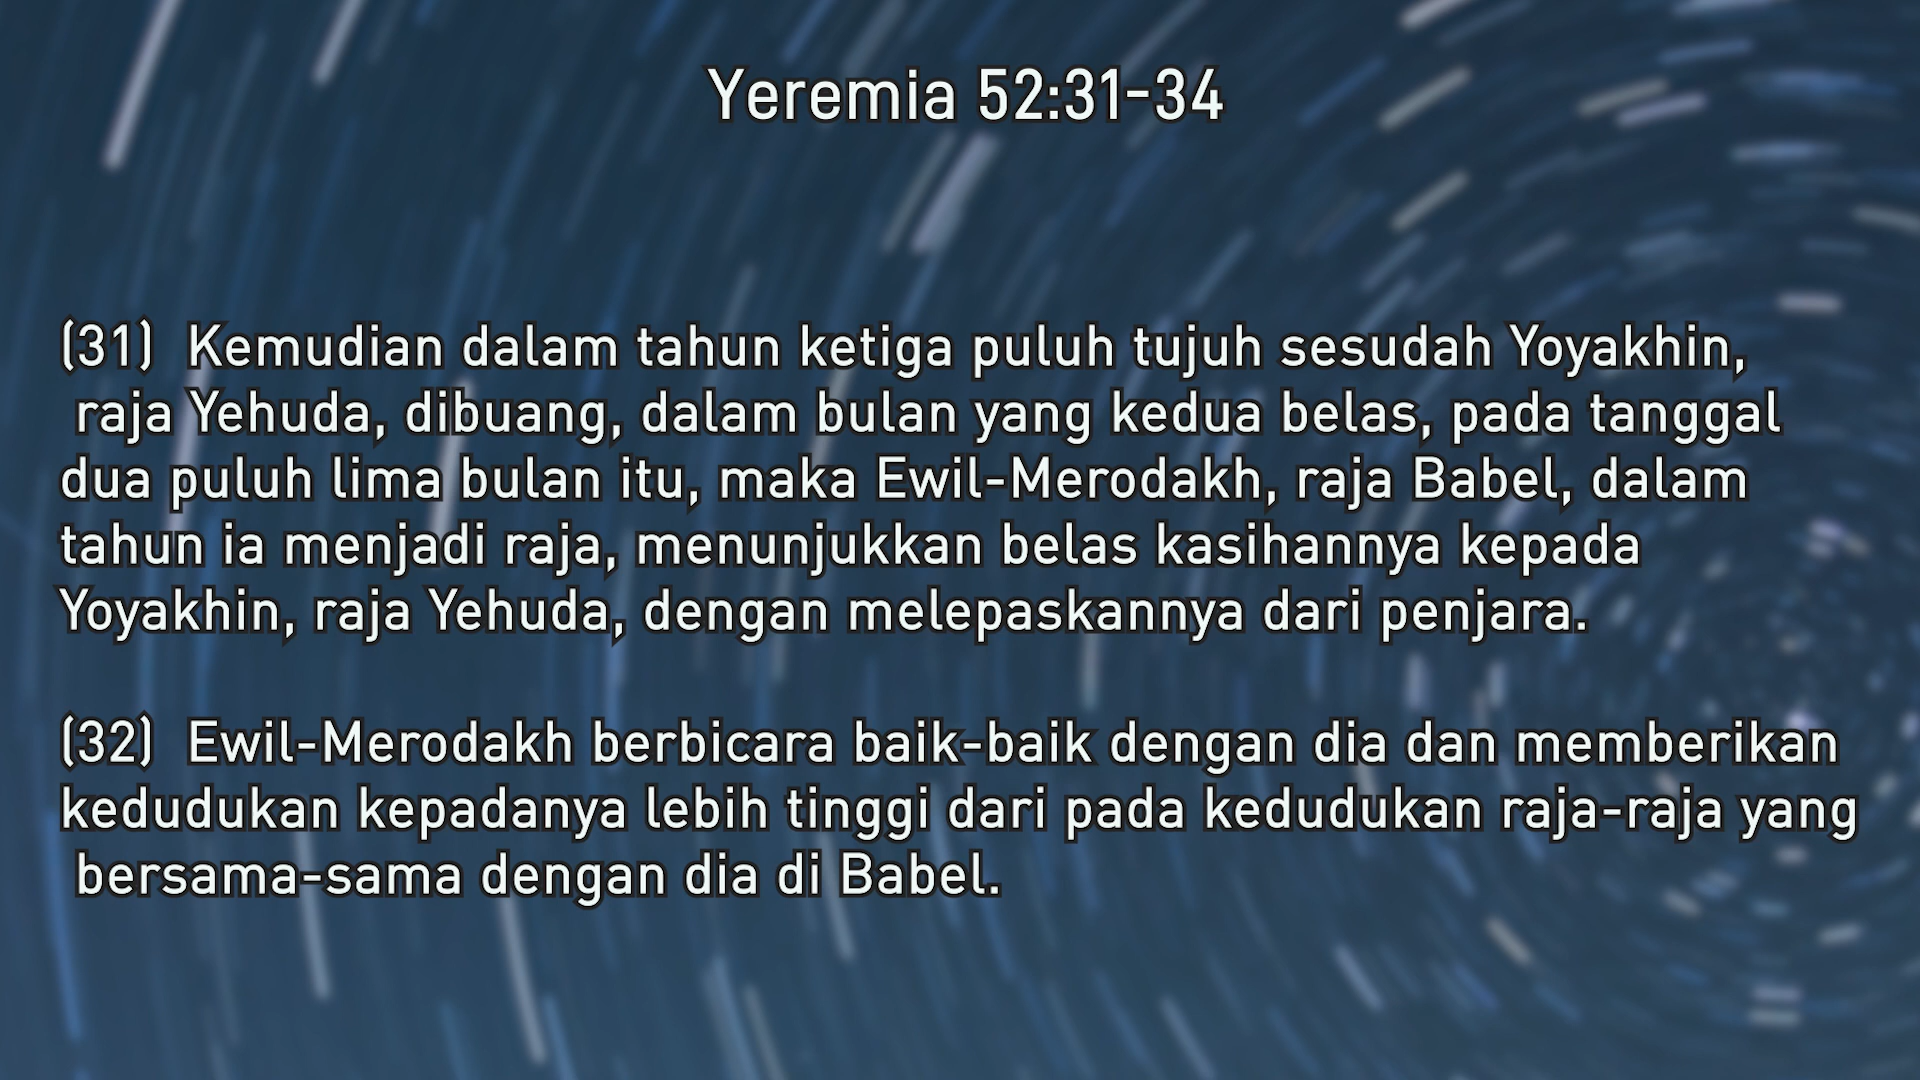 Yeremia 52:31-34
(31)  Kemudian dalam tahun ketiga puluh tujuh sesudah Yoyakhin,
raja Yehuda, dibuang, dalam bulan yang kedua belas, pada tanggal
dua puluh lima bulan itu, maka Ewil-Merodakh, raja Babel, dalam
tahun ia menjadi raja, menunjukkan belas kasihannya kepada
Yoyakhin, raja Yehuda, dengan melepaskannya dari penjara.
(32)  Ewil-Merodakh berbicara baik-baik dengan dia dan memberikan
kedudukan kepadanya lebih tinggi dari pada kedudukan raja-raja yang
bersama-sama dengan dia di Babel.